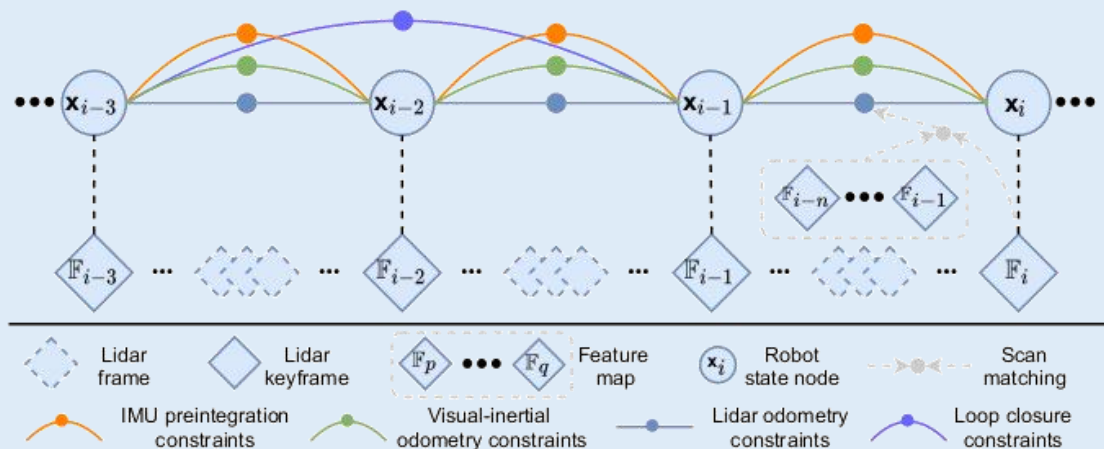 ••• x_{i-3} x_{i-2} x_{i-1} x_i •••
𝔽_{i-n} ••• 𝔽_{i-1}
𝔽_{i-3} ... ... 𝔽_{i-2} ... ... 𝔽_{i-1} ... ... 𝔽_i
Lidar
frame
Lidar
keyframe
𝔽_p ••• 𝔽_q
Feature
map
x_i
Robot
state node
Scan
matching
IMU preintegration
constraints
Visual-inertial
odometry constraints
Lidar odometry
constraints
Loop closure
constraints